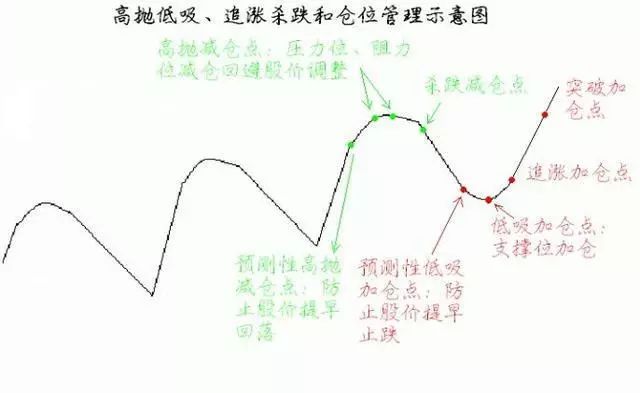 高抛低吸、追涨杀跌和仓位管理示意图
高抛减仓点：压力位、阻力
位减仓回避股价调整
杀跌减仓点
突破加
仓点
追涨加仓点
低吸加仓点：
支撑位加仓
预测性高抛
减仓点：防
止股价提早
回落
预测性低吸
加仓点：防
止股价提早
止跌